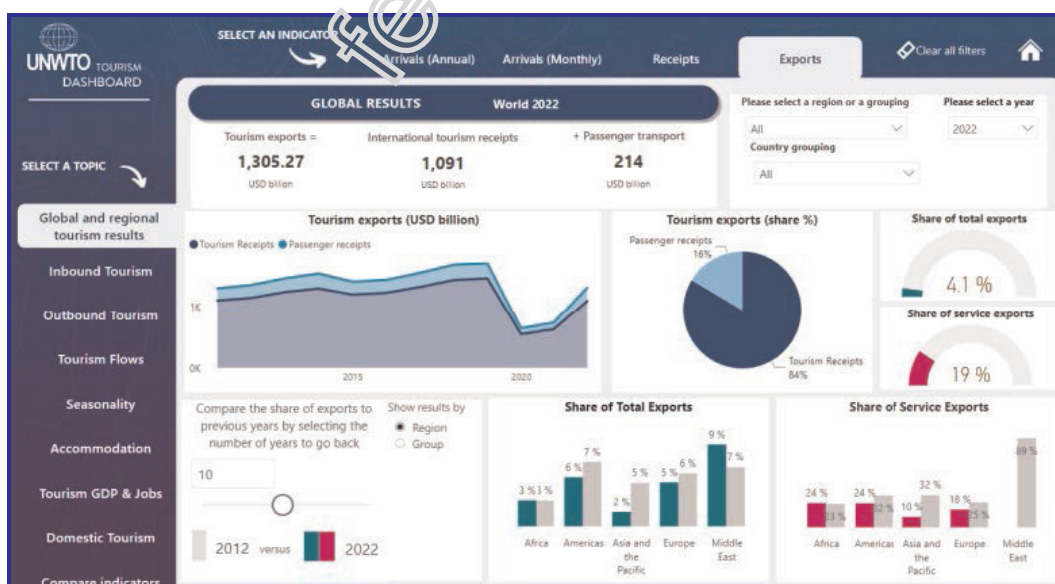 UNWTO TOURISM
DASHBOARD
SELECT A TOPIC
Global and regional
tourism results
Inbound Tourism
Outbound Tourism
Tourism Flows
Seasonality
Accommodation
Tourism GDP & Jobs
Domestic Tourism
Compare indicators
SELECT AN INDICATOR
Arrivals (Annual)
Arrivals (Monthly)
Receipts
Exports
Clear all filters
GLOBAL RESULTS World 2022
Tourism exports =
1,305.27
USD billion
International tourism receipts
1,091
USD billion
+ Passenger transport
214
USD billion
Please select a region or a grouping
All
Country grouping
All
Please select a year
2022
Tourism exports (USD billion)
Tourism Receipts Passenger receipts
1K
0K
2015
2020
Tourism exports (share %)
Passenger receipts
16%
Tourism Receipts
84%
Share of total exports
4.1 %
Share of service exports
19 %
Compare the share of exports to
previous years by selecting the
number of years to go back
Show results by
Region
Group
10
2012 versus 2022
Share of Total Exports
3 % 3 %
6 % 7 %
2 % 5 %
5 % 6 %
9 % 7 %
Africa
Americas
Asia and
the
Pacific
Europe
Middle
East
Share of Service Exports
24 % 23 %
24 % 32 %
10 % 32 %
18 % 25 %
89 %
Africa
Americas
Asia and
the
Pacific
Europe
Middle
East